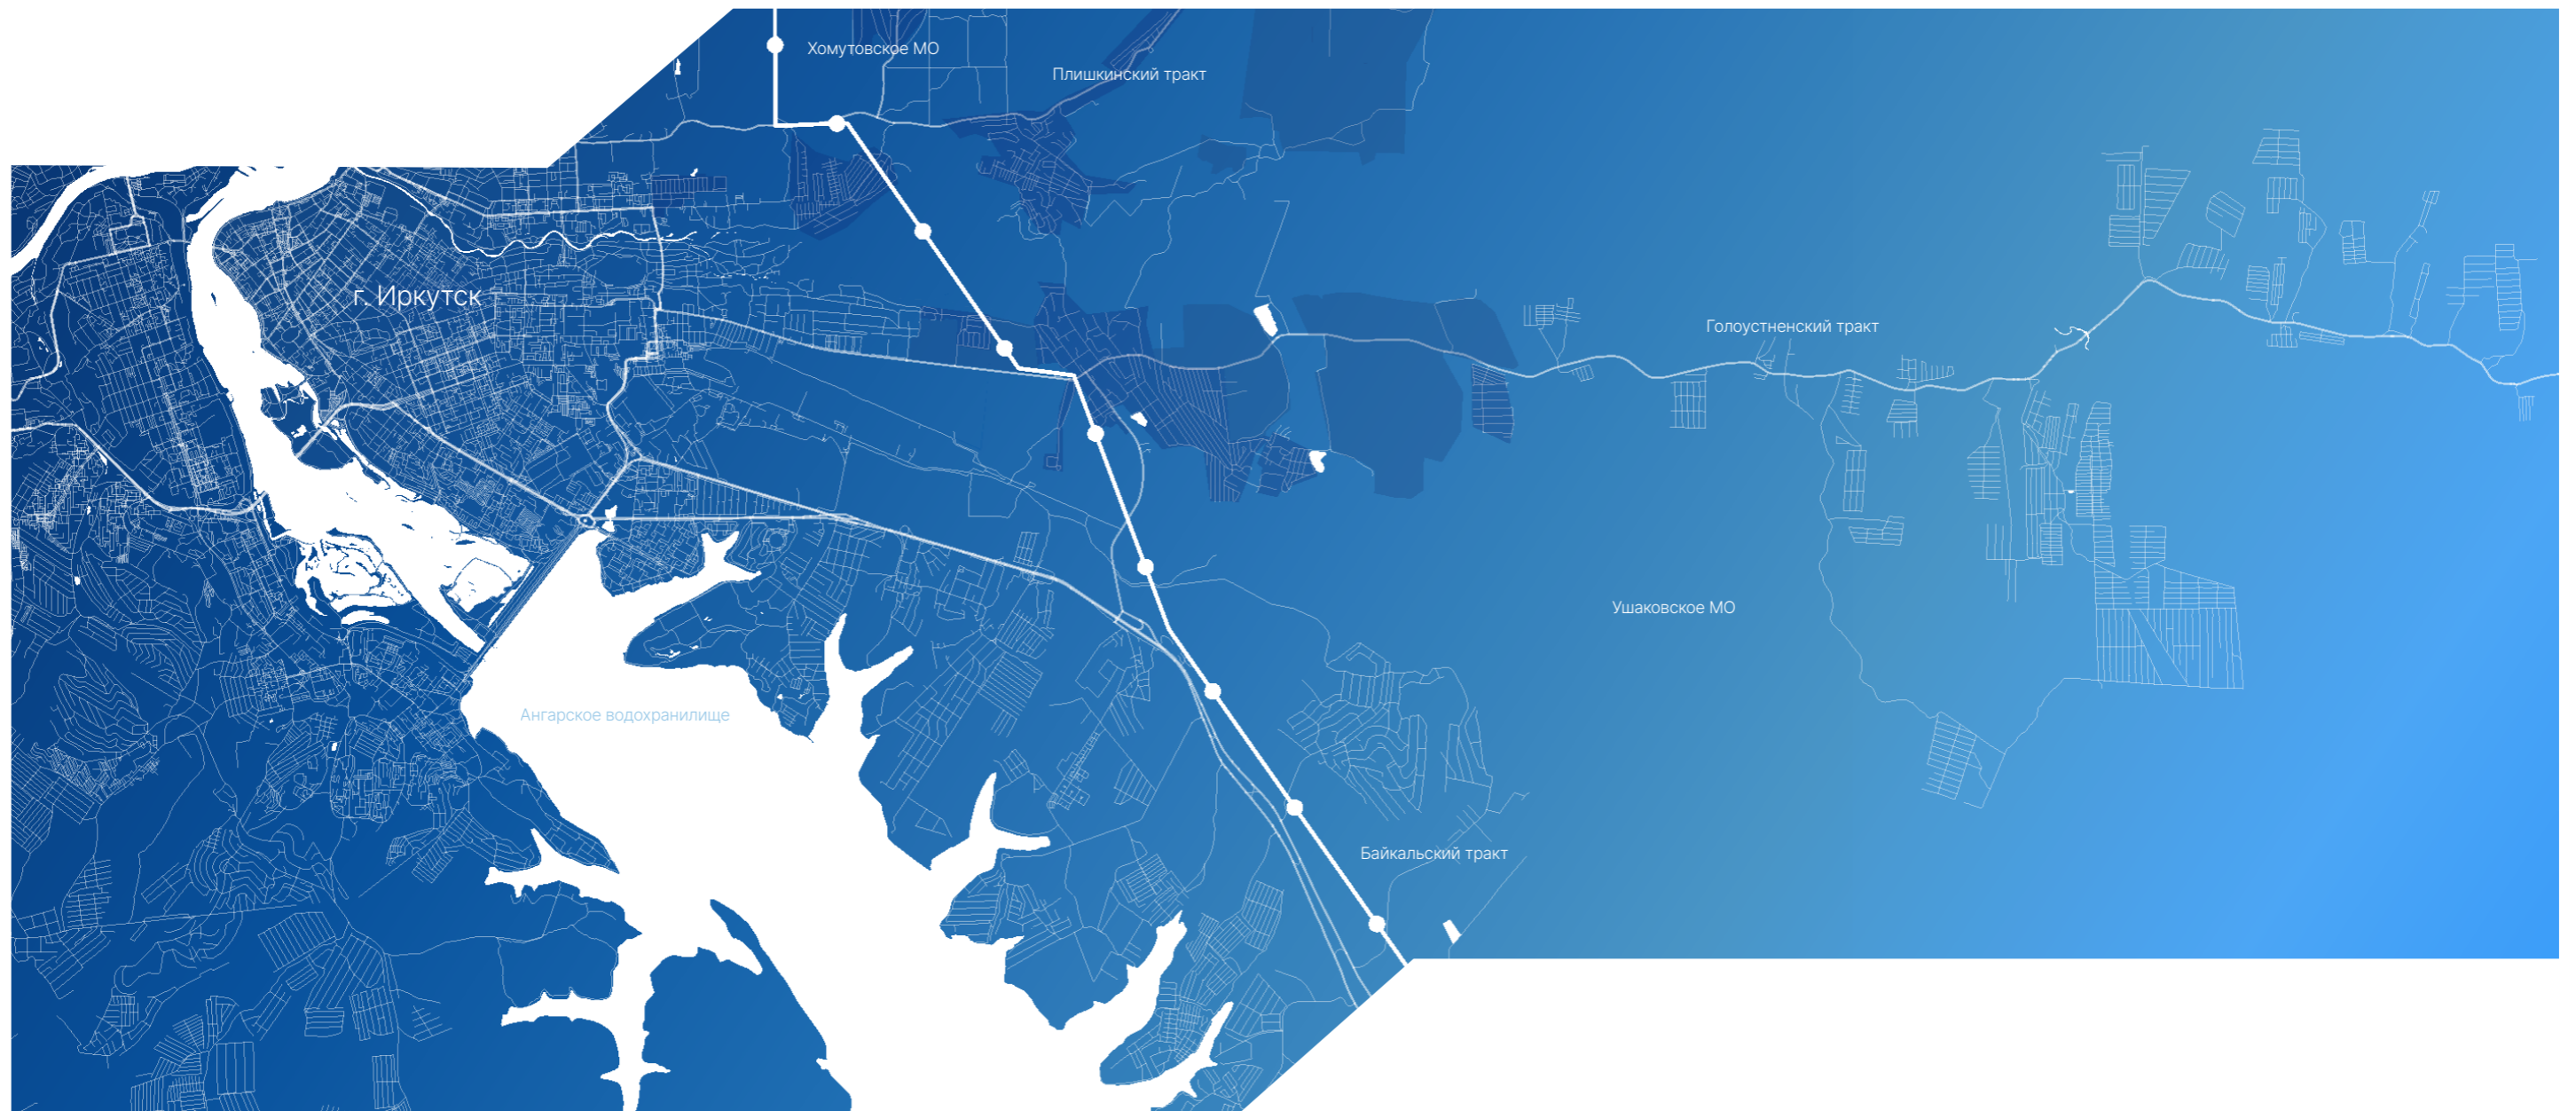 Хомутовское МО
Плишкинский тракт
г. Иркутск
Голоустненский тракт
Ушаковское МО
Ангарское водохранилище
Байкальский тракт